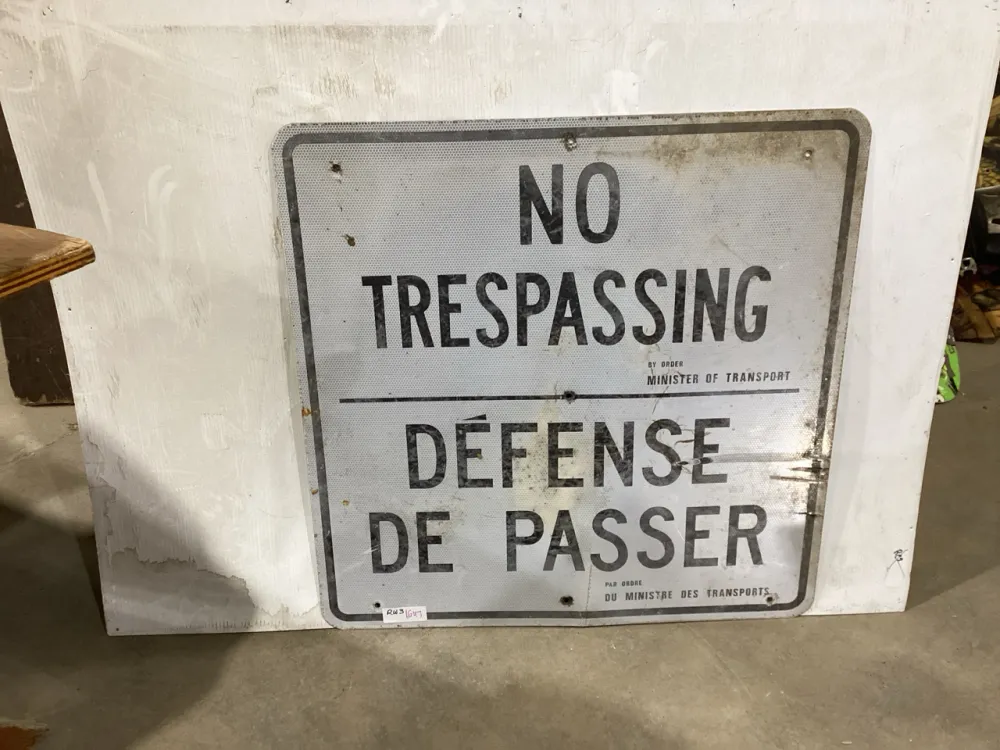 NO
TRESPASSING
BY ORDER
MINISTER OF TRANSPORT
DÉFENSE
DE PASSER
PAR ORDRE
DU MINISTRE DES TRANSPORTS